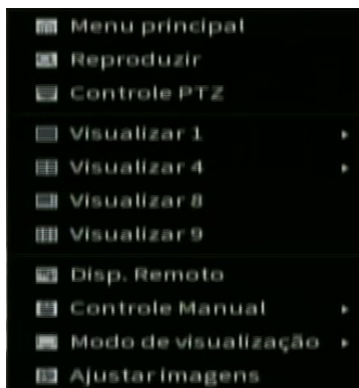 Menu principal
Reproduzir
Controle PTZ
Visualizar 1
Visualizar 4
Visualizar 8
Visualizar 9
Disp. Remoto
Controle Manual
Modo de visualização
Ajustar imagens